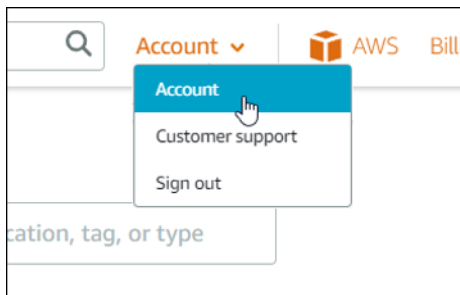 Account AWS Bill
Account
Customer support
Sign out
cation, tag, or type